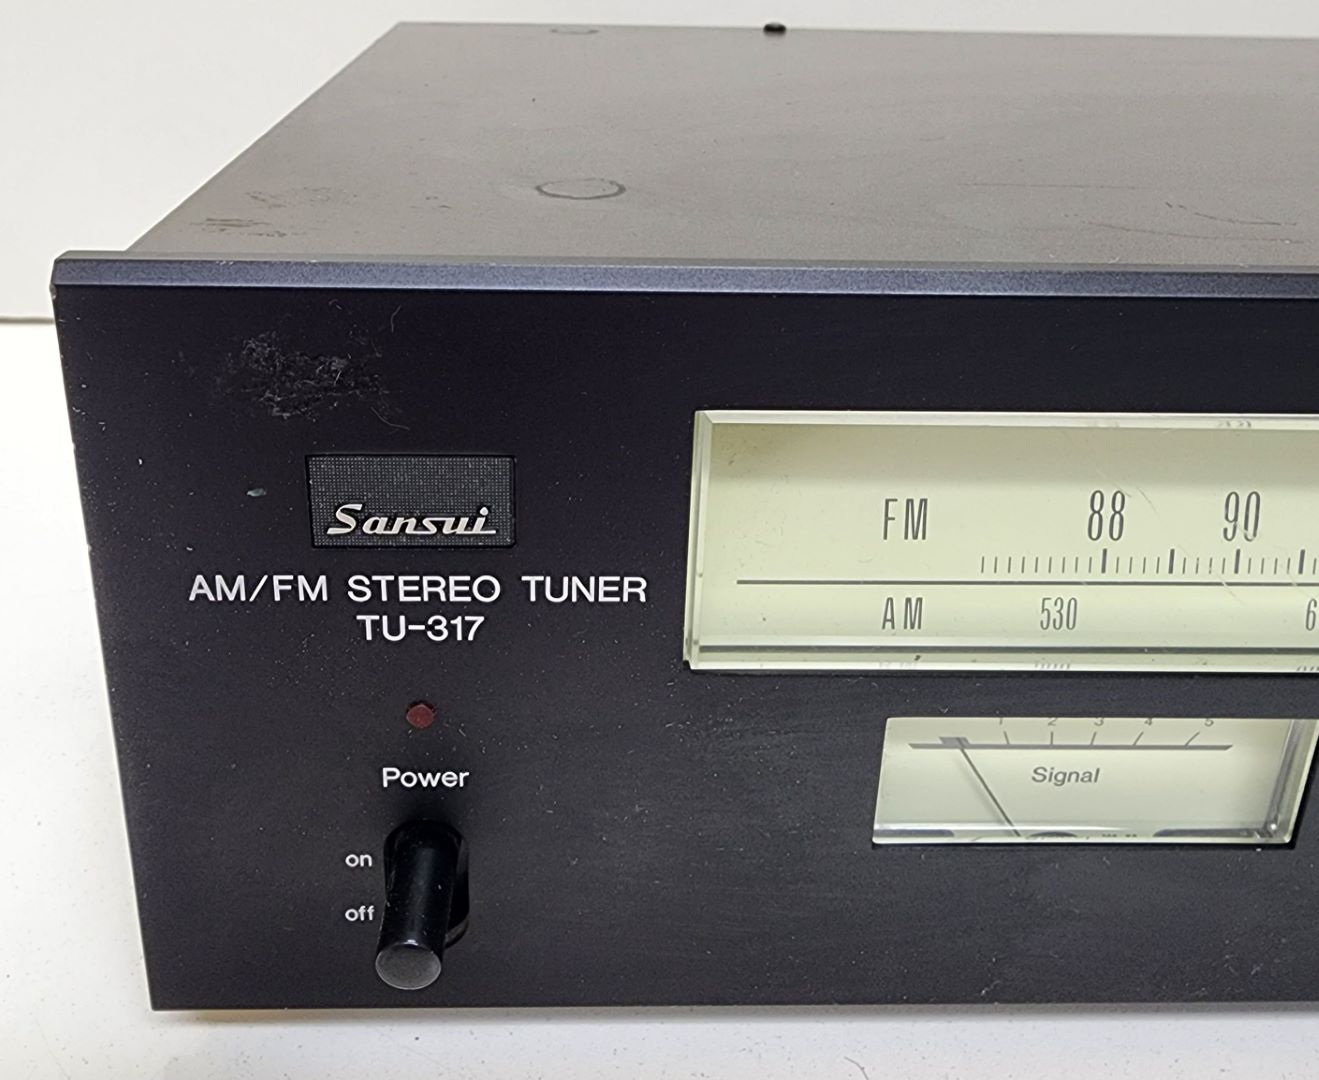 Sansui
AM/FM STEREO TUNER
TU-317
FM 88 90
AM 530 6
1 2 3 4 5
Signal
Power
on
off